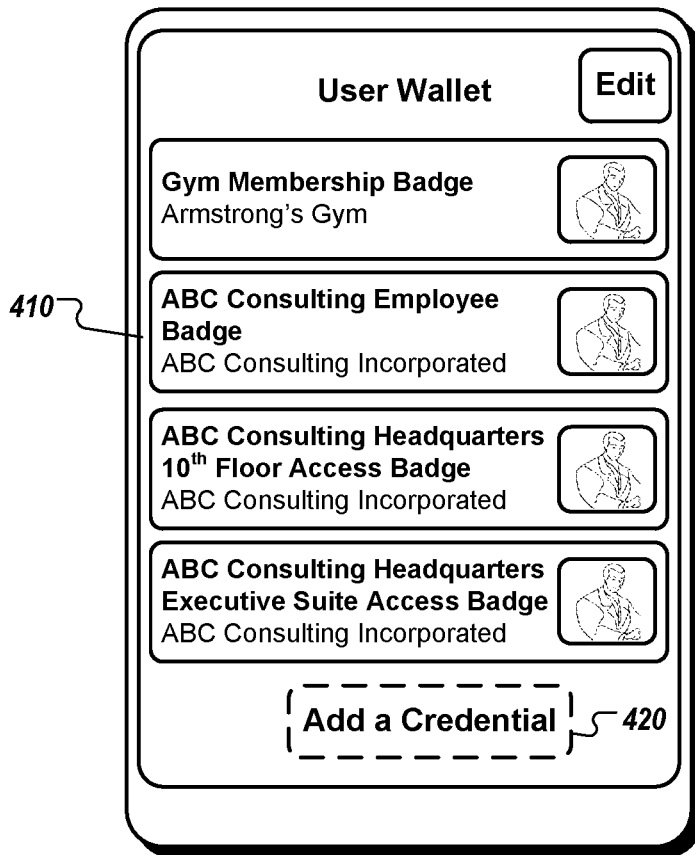 User Wallet
Edit
Gym Membership Badge
Armstrong's Gym
410
ABC Consulting Employee
Badge
ABC Consulting Incorporated
ABC Consulting Headquarters
10th Floor Access Badge
ABC Consulting Incorporated
ABC Consulting Headquarters
Executive Suite Access Badge
ABC Consulting Incorporated
Add a Credential
420